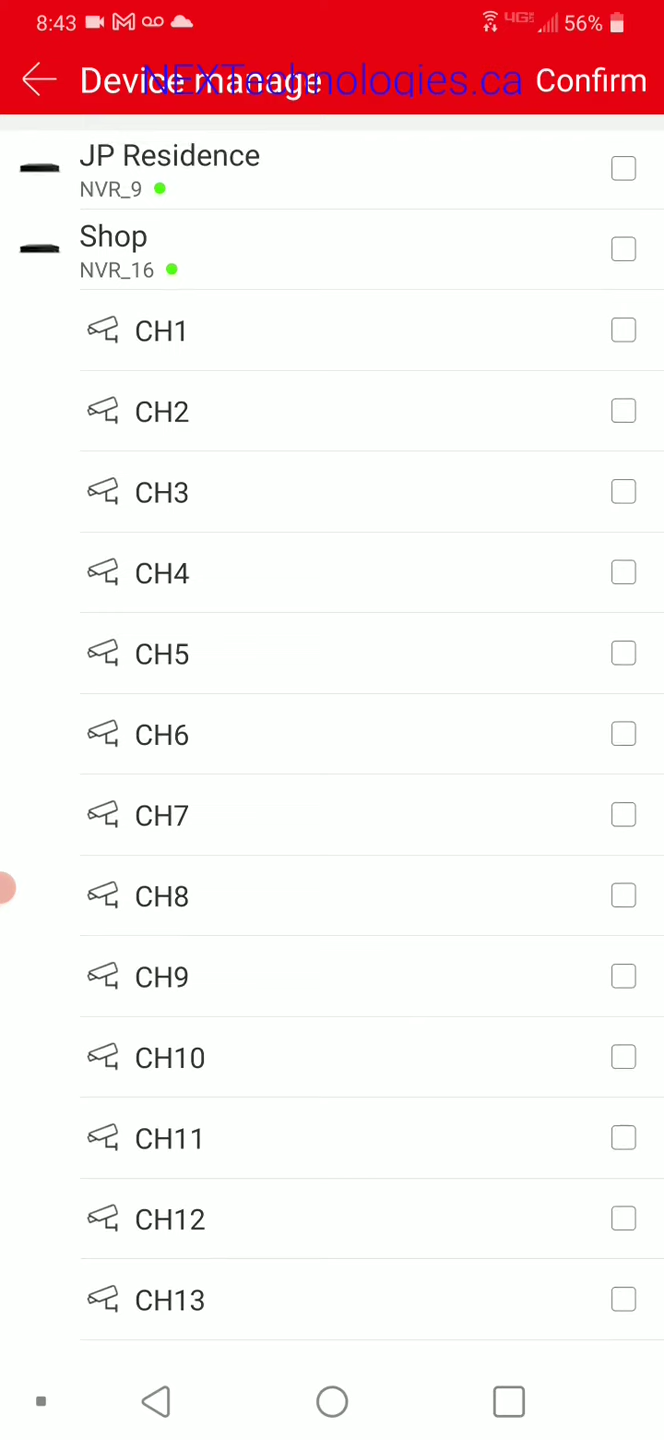 8:43 4G 56%
Device manage Confirm
NEXTechnologies.ca
JP Residence
NVR_9
Shop
NVR_16
CH1
CH2
CH3
CH4
CH5
CH6
CH7
CH8
CH9
CH10
CH11
CH12
CH13